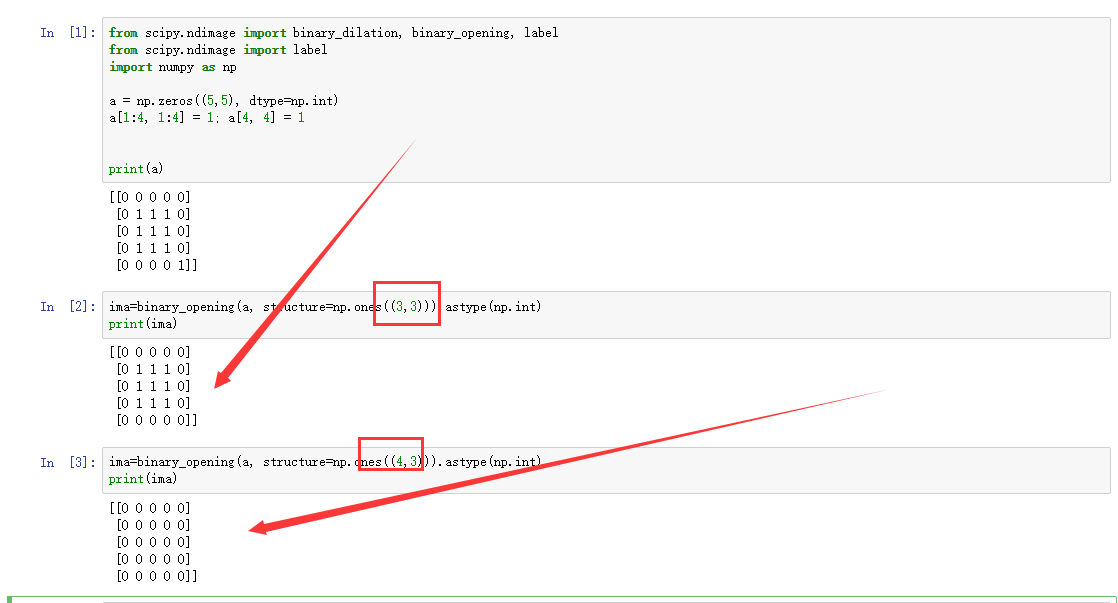 In [1]:
from scipy.ndimage import binary_dilation, binary_opening, label
from scipy.ndimage import label
import numpy as np
a = np.zeros((5,5), dtype=np.int)
a[1:4, 1:4] = 1; a[4, 4] = 1
print(a)
[[0 0 0 0 0]
[0 1 1 1 0]
[0 1 1 1 0]
[0 1 1 1 0]
[0 0 0 0 1]]
In [2]:
ima=binary_opening(a, structure=np.ones((3,3))).astype(np.int)
print(ima)
[[0 0 0 0 0]
[0 1 1 1 0]
[0 1 1 1 0]
[0 1 1 1 0]
[0 0 0 0 0]]
In [3]:
ima=binary_opening(a, structure=np.ones((4,3))).astype(np.int)
print(ima)
[[0 0 0 0 0]
[0 0 0 0 0]
[0 0 0 0 0]
[0 0 0 0 0]
[0 0 0 0 0]]